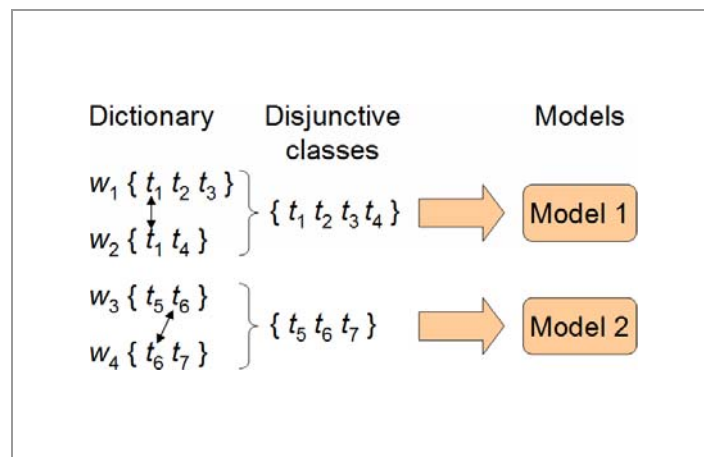 Dictionary Disjunctive classes Models
w₁ { t₁ t₂ t₃ }
w₂ { t₁ t₄ }
{ t₁ t₂ t₃ t₄ }
Model 1
w₃ { t₅ t₆ }
w₄ { t₆ t₇ }
{ t₅ t₆ t₇ }
Model 2